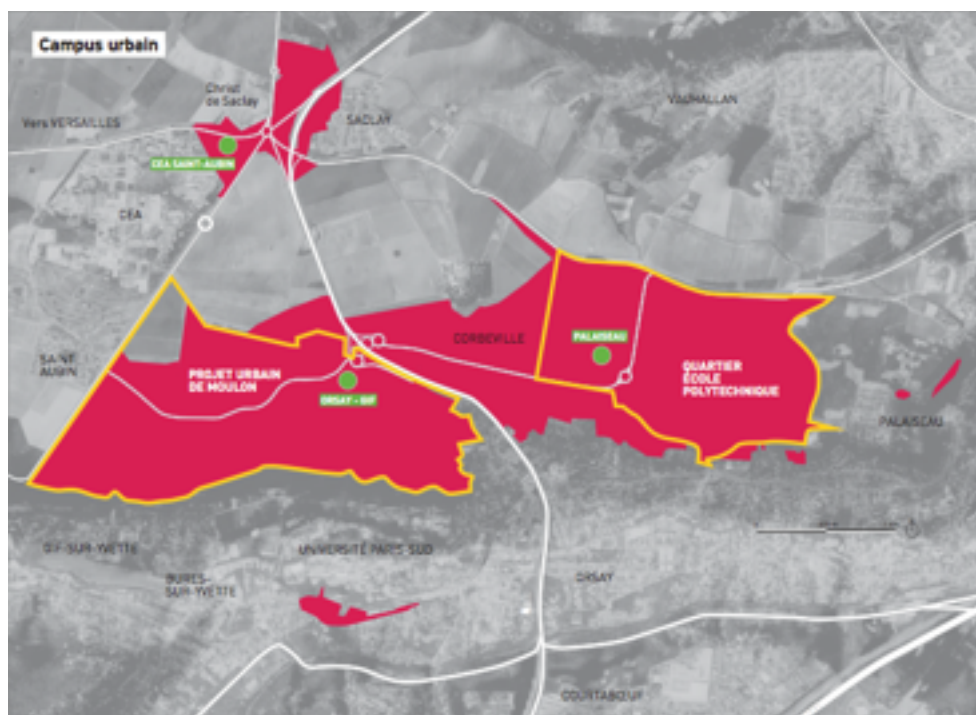 Campus urbain
Christ
de Saclay
Vers VERSAILLES
SACLAY
VAUHALLAN
CEA SAINT-AUBIN
CEA
SAINT
AUBIN
PROJET URBAIN
DE MOULON
CORBEVILLE
PALAISEAU
QUARTIER
ÉCOLE
POLYTECHNIQUE
ORSAY - GIF
PALAISEAU
GIF-SUR-YVETTE
BURES-
SUR-YVETTE
UNIVERSITÉ PARIS-SUD
ORSAY
COURTABŒUF